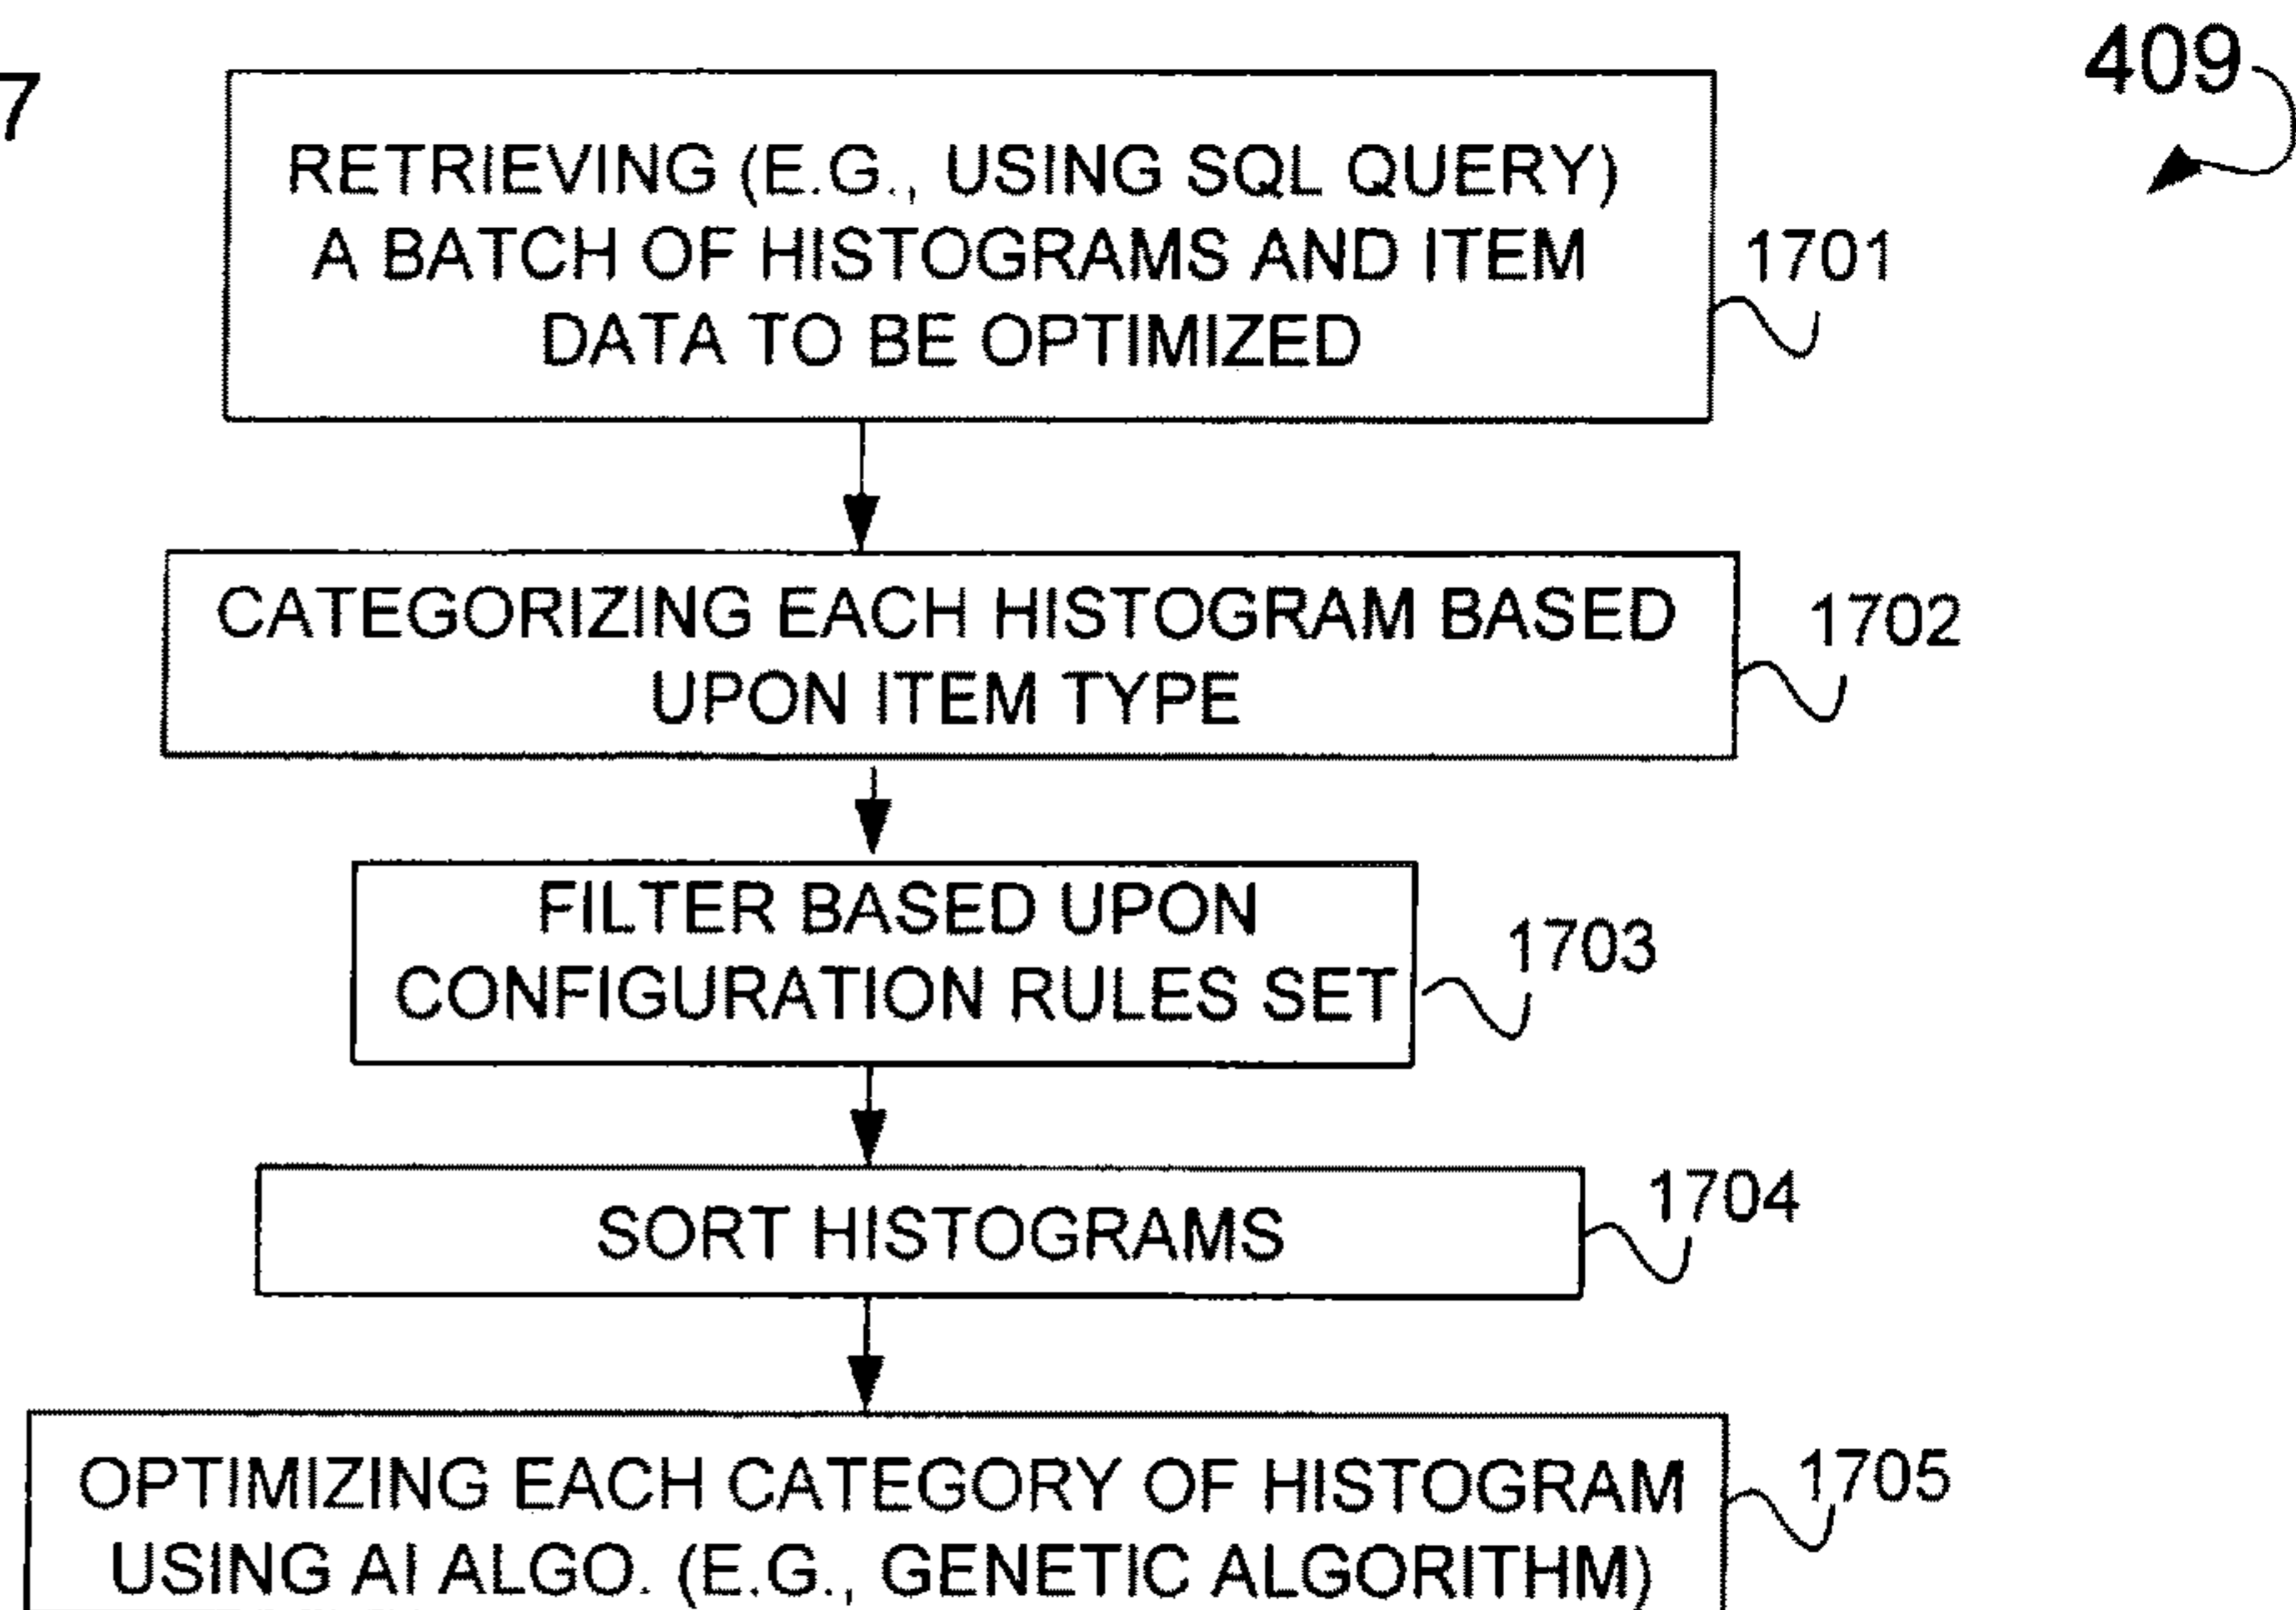 7
409
RETRIEVING (E.G., USING SQL QUERY)
A BATCH OF HISTOGRAMS AND ITEM
DATA TO BE OPTIMIZED
1701
CATEGORIZING EACH HISTOGRAM BASED
UPON ITEM TYPE
1702
FILTER BASED UPON
CONFIGURATION RULES SET
1703
SORT HISTOGRAMS
1704
OPTIMIZING EACH CATEGORY OF HISTOGRAM
USING AI ALGO. (E.G., GENETIC ALGORITHM)
1705